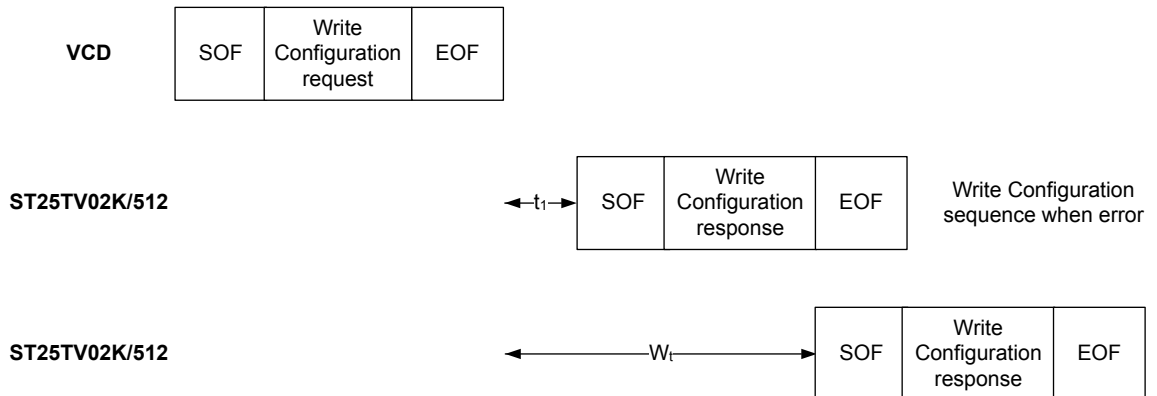 VCD
SOF
Write
Configuration
request
EOF
ST25TV02K/512
t1
SOF
Write
Configuration
response
EOF
Write Configuration
sequence when error
ST25TV02K/512
Wt
SOF
Write
Configuration
response
EOF